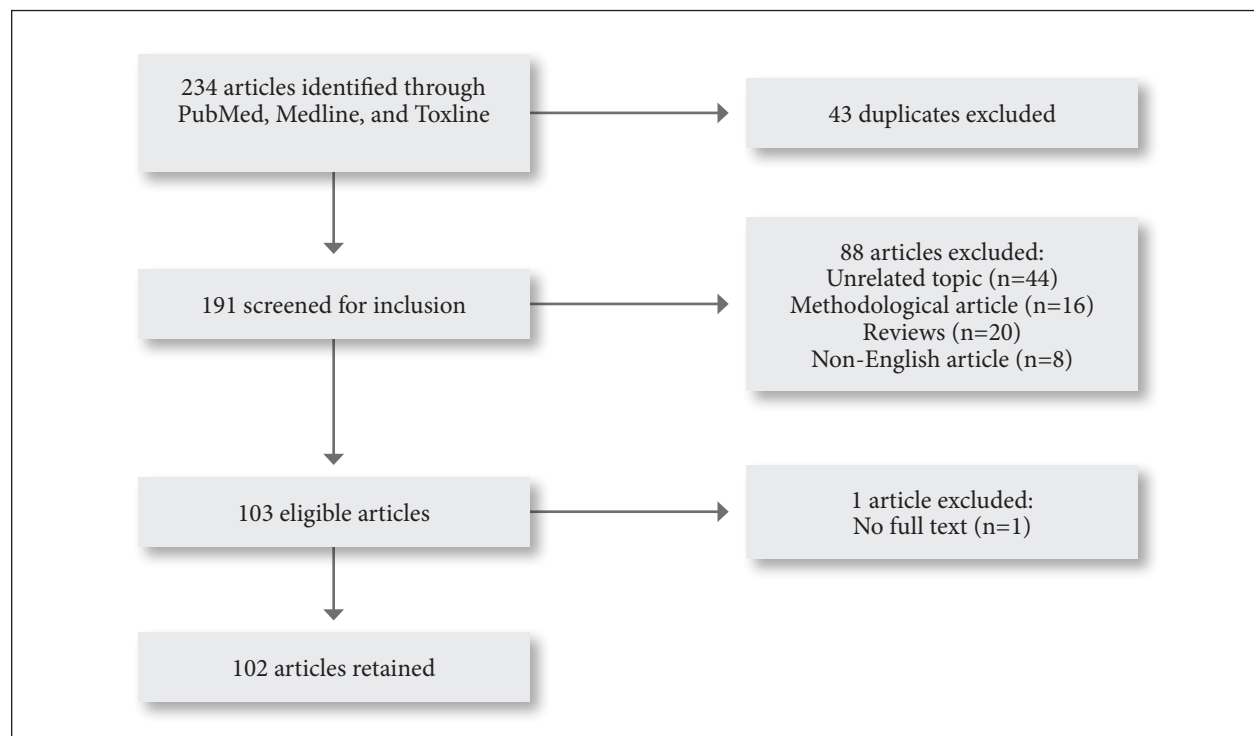 234 articles identified through
PubMed, Medline, and Toxline
43 duplicates excluded
191 screened for inclusion
88 articles excluded:
Unrelated topic (n=44)
Methodological article (n=16)
Reviews (n=20)
Non-English article (n=8)
103 eligible articles
1 article excluded:
No full text (n=1)
102 articles retained